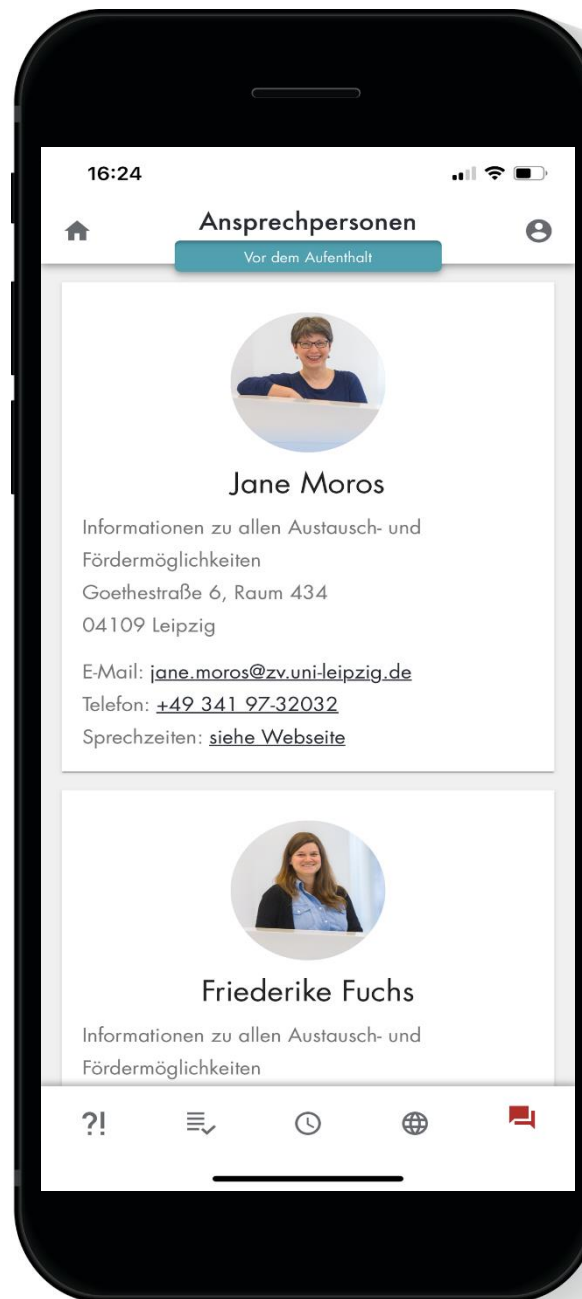 16:24
Ansprechpersonen
Vor dem Aufenthalt
Jane Moros
Informationen zu allen Austausch- und
Fördermöglichkeiten
Goethestraße 6, Raum 434
04109 Leipzig
E-Mail: jane.moros@zv.uni-leipzig.de
Telefon: +49 341 97-32032
Sprechzeiten: siehe Webseite
Friederike Fuchs
Informationen zu allen Austausch- und
Fördermöglichkeiten
?!